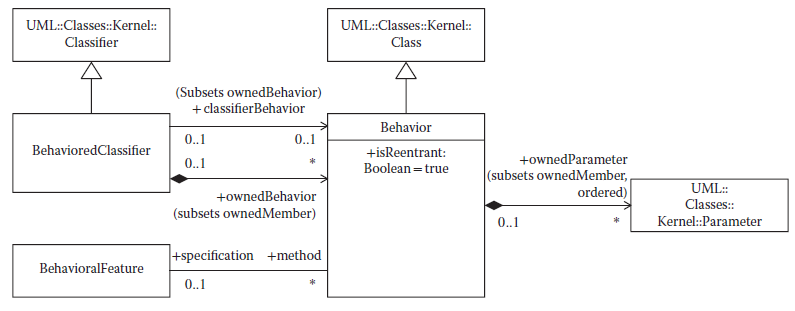 UML::Classes::Kernel::
Classifier
UML::Classes::Kernel::
Class
(Subsets ownedBehavior)
+ classifierBehavior
BehavioredClassifier
0..1
0..1
0..1
*
+ownedBehavior
(subsets ownedMember)
Behavior
+isReentrant:
Boolean = true
+ownedParameter
(subsets ownedMember,
ordered)
0..1
*
UML::
Classes::
Kernel::Parameter
BehavioralFeature
+specification
+method
0..1
*